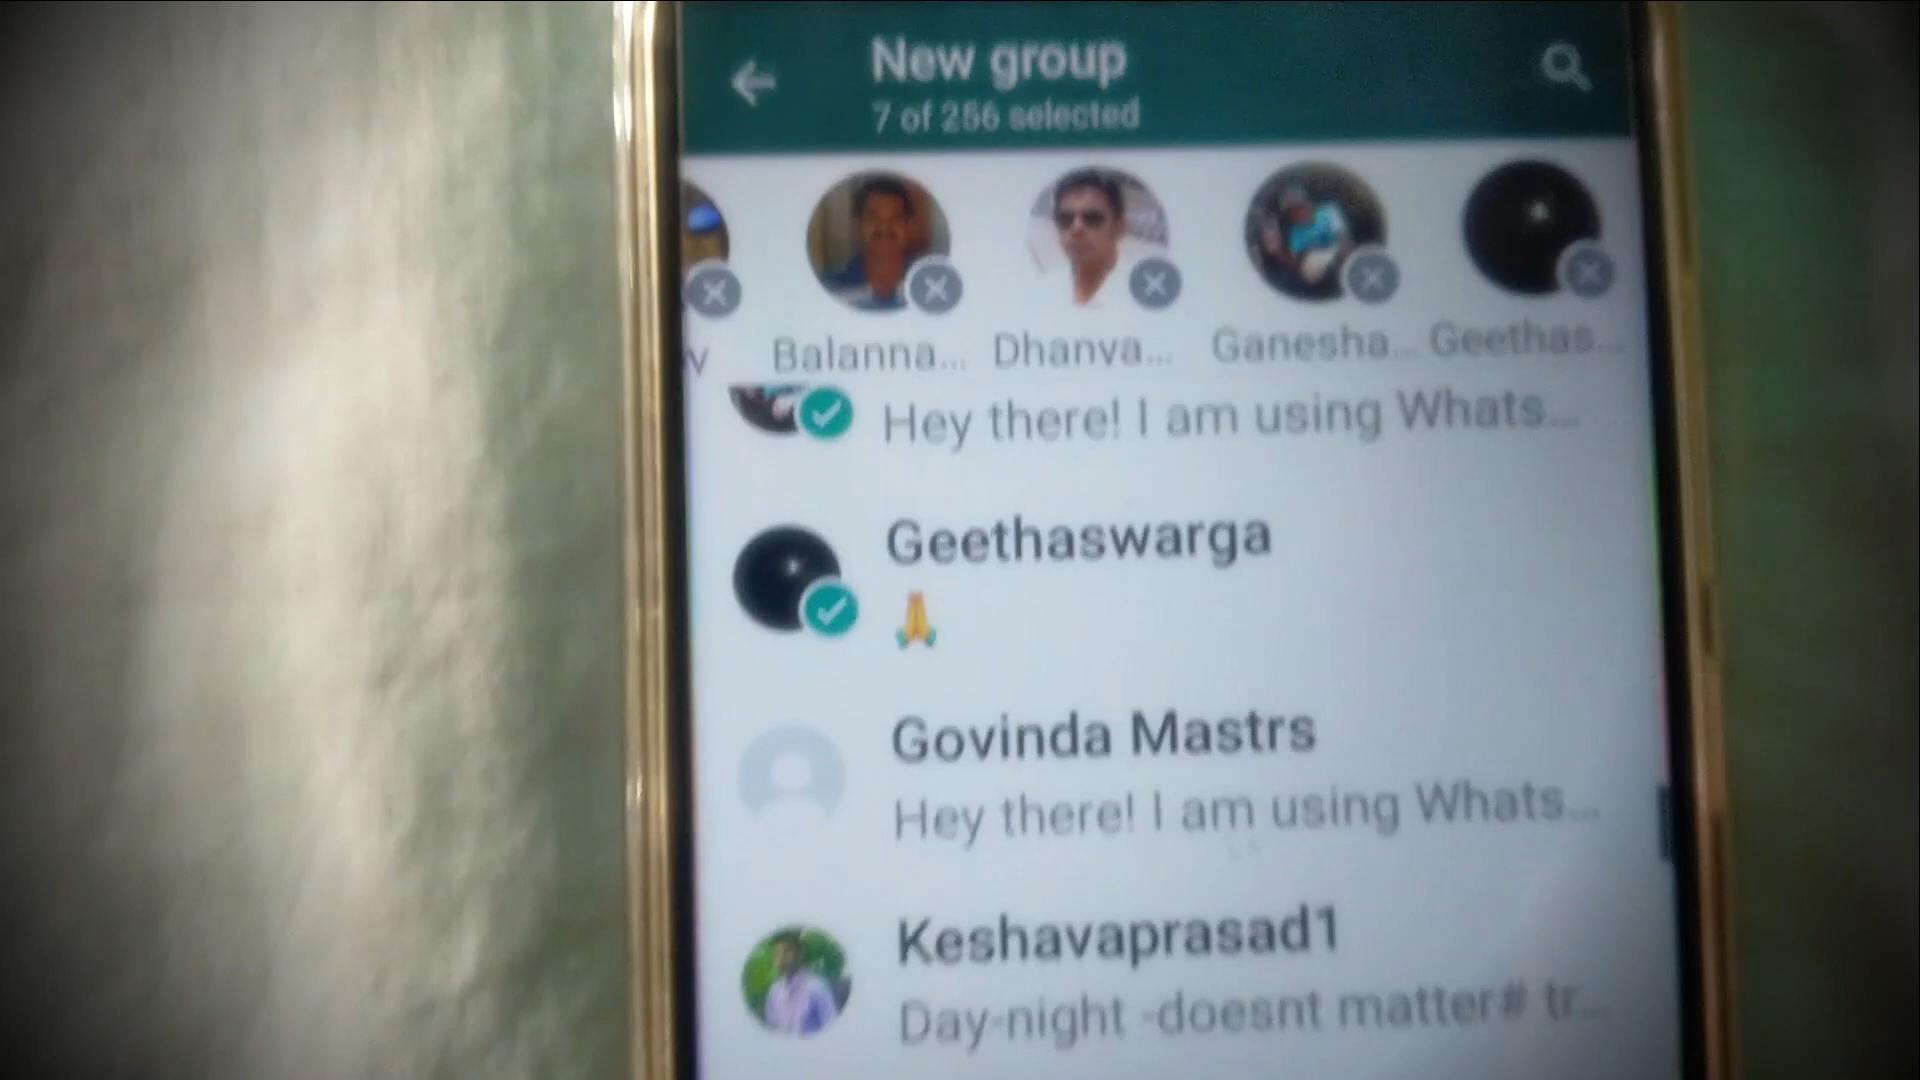 New group
7 of 256 selected
v
Balanna...
Dhanva...
Ganesha...
Geethas...
Hey there! I am using Whats...
Geethaswarga
🙏
Govinda Mastrs
Hey there! I am using Whats...
Keshavaprasad1
Day-night -doesnt matter# tr...